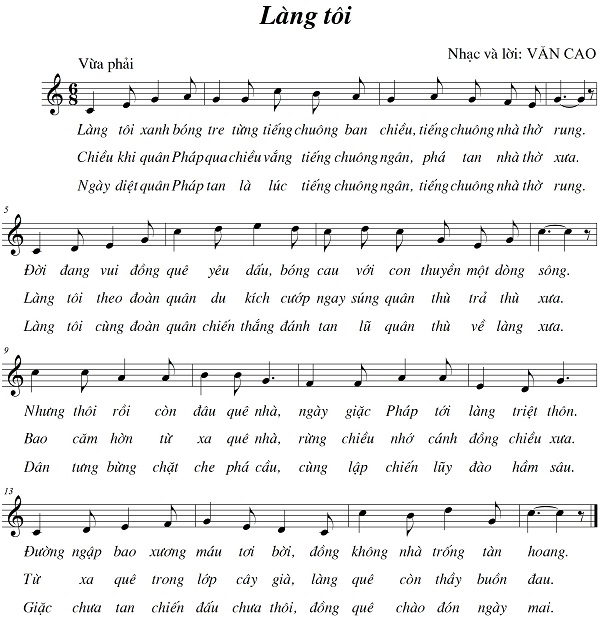 Làng tôi
Nhạc và lời: VĂN CAO
Vừa phải
6
8
Làng tôi xanh bóng tre từng tiếng chuông ban chiều, tiếng chuông nhà thờ rung.
Chiều khi quân Pháp qua chiều vắng tiếng chuông ngân, phá tan nhà thờ xưa.
Ngày diệt quân Pháp tan là lúc tiếng chuông ngân, tiếng chuông nhà thờ rung.
5
Đời đang vui đồng quê yêu dấu, bóng cau với con thuyền một dòng sông.
Làng tôi theo đoàn quân du kích cướp ngay súng quân thù trả thù xưa.
Làng tôi cùng đoàn quân chiến thắng đánh tan lũ quân thù về làng xưa.
9
Nhưng thôi rồi còn đâu quê nhà, ngày giặc Pháp tới làng triệt thôn.
Bao căm hờn từ xa quê nhà, rừng chiều nhớ cánh đồng chiều xưa.
Dân tưng bừng chặt che phá cầu, cùng lập chiến lũy đào hầm sâu.
13
Đường ngập bao xương máu tơi bời, đồng không nhà trống tàn hoang.
Từ xa quê trong lớp cây già, làng quê còn thầy buồn đau.
Giặc chưa tan chiến đấu chưa thôi, đồng quê chào đón ngày mai.